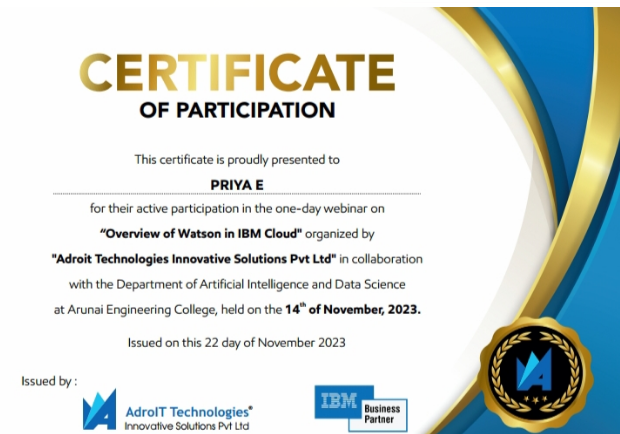 CERTIFICATE
OF PARTICIPATION
This certificate is proudly presented to
PRIYA E
for their active participation in the one-day webinar on
“Overview of Watson in IBM Cloud" organized by
"Adroit Technologies Innovative Solutions Pvt Ltd" in collaboration
with the Department of Artificial Intelligence and Data Science
at Arunai Engineering College, held on the 14th of November, 2023.
Issued on this 22 day of November 2023
Issued by :
AdroIT Technologies®
Innovative Solutions Pvt Ltd
IBM
Business
Partner